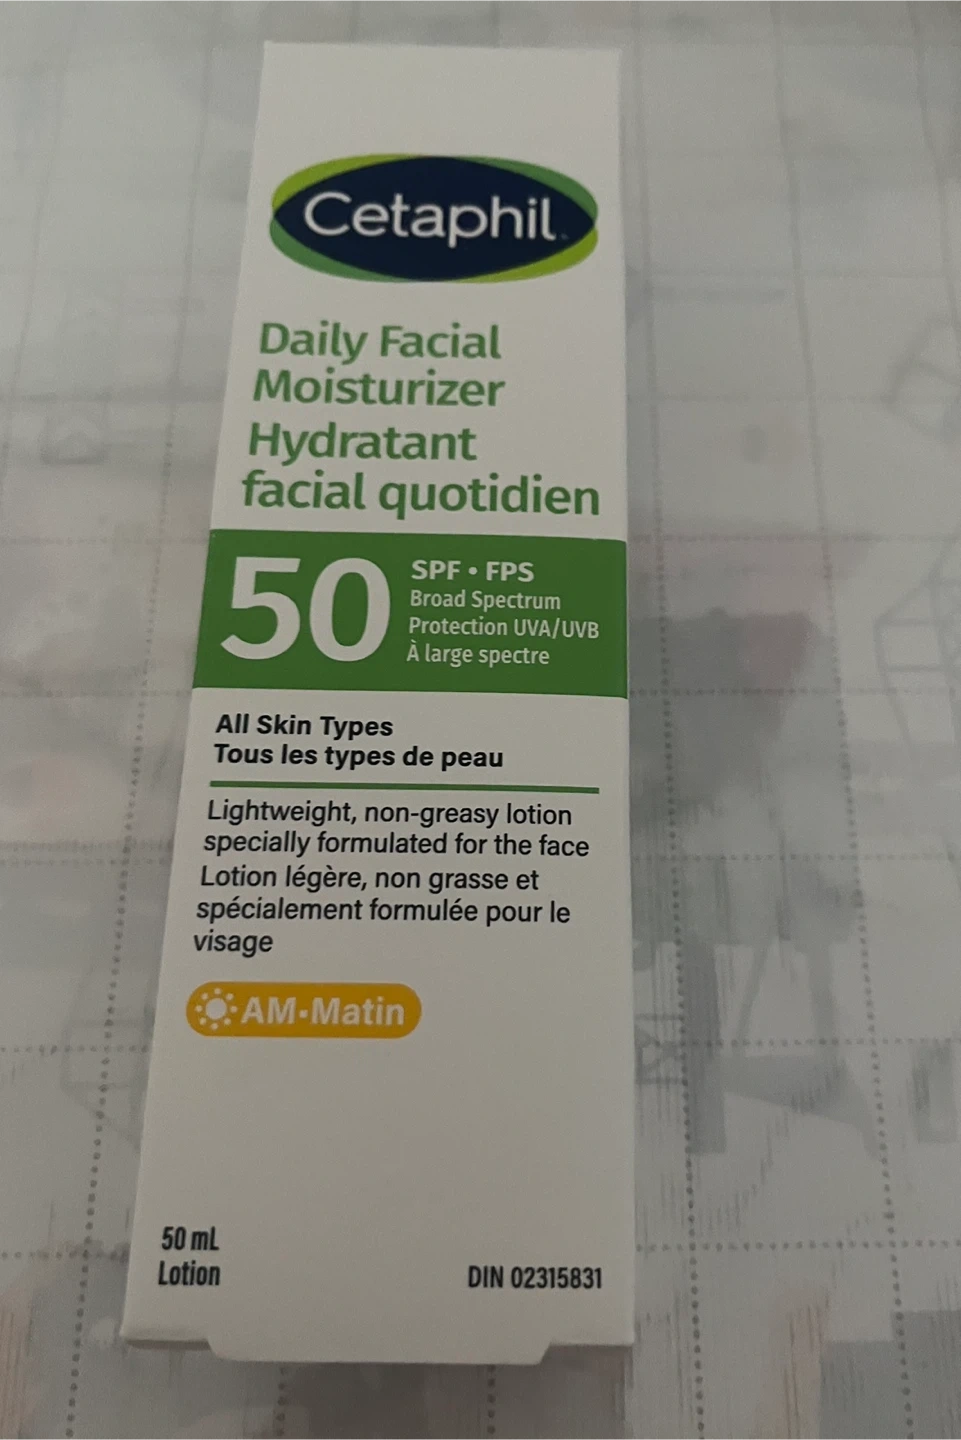 Cetaphil
Daily Facial
Moisturizer
Hydratant
facial quotidien
50
SPF • FPS
Broad Spectrum
Protection UVA/UVB
À large spectre
All Skin Types
Tous les types de peau
Lightweight, non-greasy lotion
specially formulated for the face
Lotion légère, non grasse et
spécialement formulée pour le
visage
AM•Matin
50 mL
Lotion
DIN 02315831